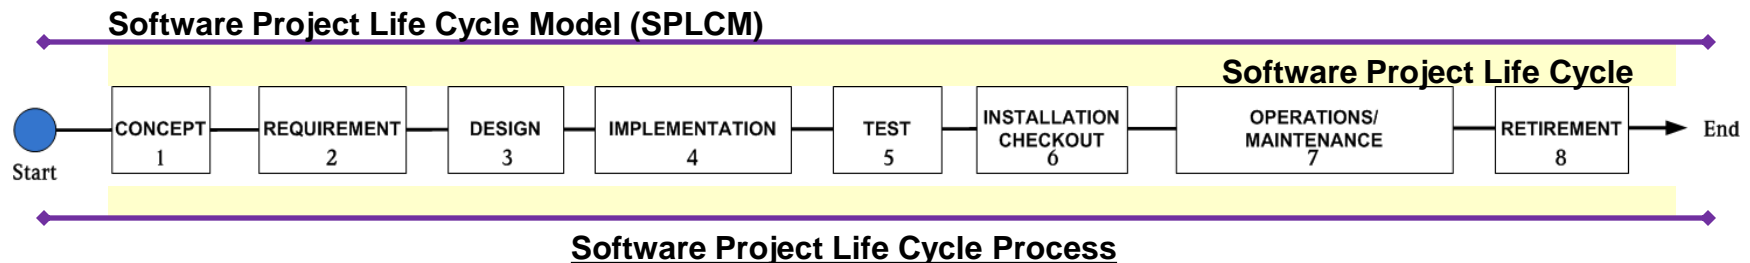 Software Project Life Cycle Model (SPLCM)
Software Project Life Cycle
Start
CONCEPT
1
REQUIREMENT
2
DESIGN
3
IMPLEMENTATION
4
TEST
5
INSTALLATION
CHECKOUT
6
OPERATIONS/
MAINTENANCE
7
RETIREMENT
8
End
Software Project Life Cycle Process